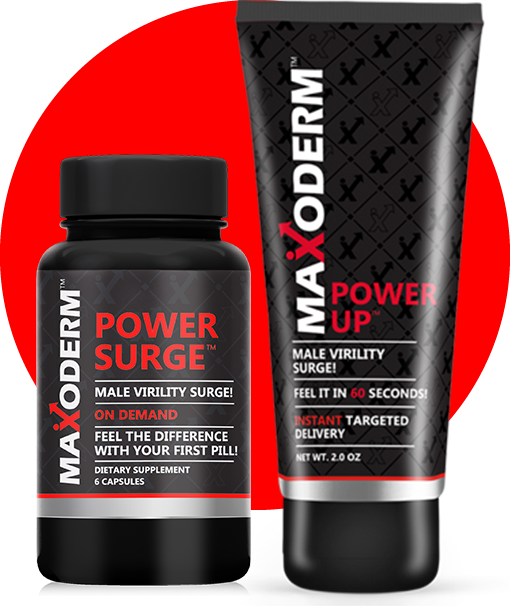 MAXODERM™
POWER
SURGE™
MALE VIRILITY SURGE!
ON DEMAND
FEEL THE DIFFERENCE
WITH YOUR FIRST PILL!
DIETARY SUPPLEMENT
6 CAPSULES
MAXODERM™
POWER
UP™
MALE VIRILITY
SURGE!
FEEL IT IN 60 SECONDS!
INSTANT TARGETED
DELIVERY
NET WT. 2.0 OZ